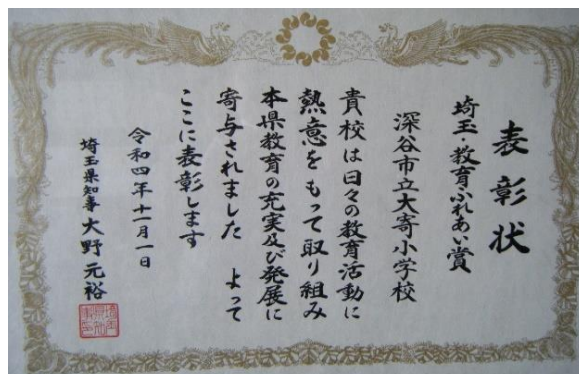 表彰状
埼玉・教育ふれあい賞
深谷市立大寄小学校
貴校は日々の教育活動に
熱意をもって取り組み
本県教育の充実及び発展に
寄与されました　よって
ここに表彰します
令和四年十一月一日
埼玉県知事 大野元裕